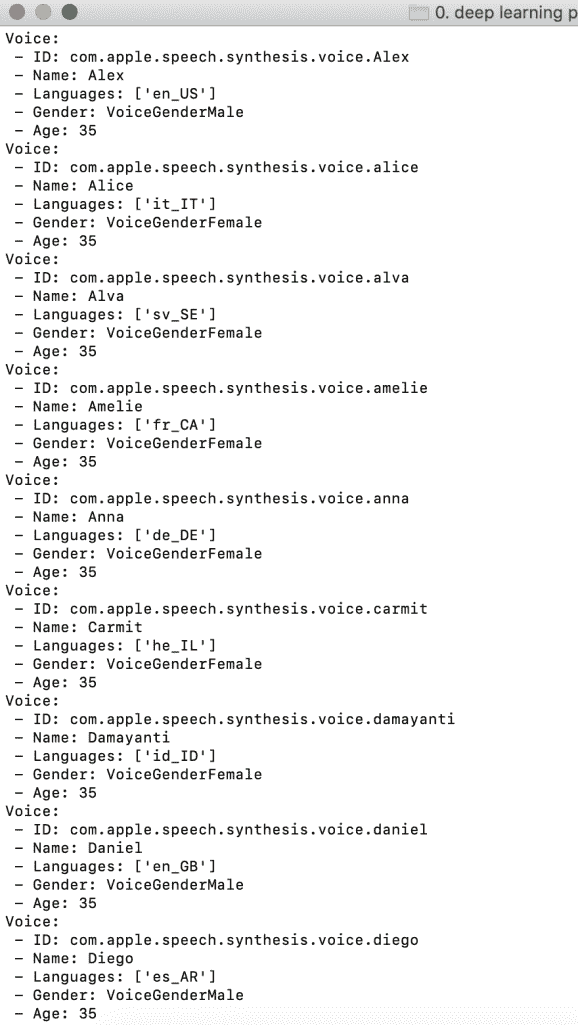 0. deep learning p
Voice:
– ID: com.apple.speech.synthesis.voice.Alex
– Name: Alex
– Languages: ['en_US']
– Gender: VoiceGenderMale
– Age: 35
Voice:
– ID: com.apple.speech.synthesis.voice.alice
– Name: Alice
– Languages: ['it_IT']
– Gender: VoiceGenderFemale
– Age: 35
Voice:
– ID: com.apple.speech.synthesis.voice.alva
– Name: Alva
– Languages: ['sv_SE']
– Gender: VoiceGenderFemale
– Age: 35
Voice:
– ID: com.apple.speech.synthesis.voice.amelie
– Name: Amelie
– Languages: ['fr_CA']
– Gender: VoiceGenderFemale
– Age: 35
Voice:
– ID: com.apple.speech.synthesis.voice.anna
– Name: Anna
– Languages: ['de_DE']
– Gender: VoiceGenderFemale
– Age: 35
Voice:
– ID: com.apple.speech.synthesis.voice.carmit
– Name: Carmit
– Languages: ['he_IL']
– Gender: VoiceGenderFemale
– Age: 35
Voice:
– ID: com.apple.speech.synthesis.voice.damayanti
– Name: Damayanti
– Languages: ['id_ID']
– Gender: VoiceGenderFemale
– Age: 35
Voice:
– ID: com.apple.speech.synthesis.voice.daniel
– Name: Daniel
– Languages: ['en_GB']
– Gender: VoiceGenderMale
– Age: 35
Voice:
– ID: com.apple.speech.synthesis.voice.diego
– Name: Diego
– Languages: ['es_AR']
– Gender: VoiceGenderMale
– Age: 35